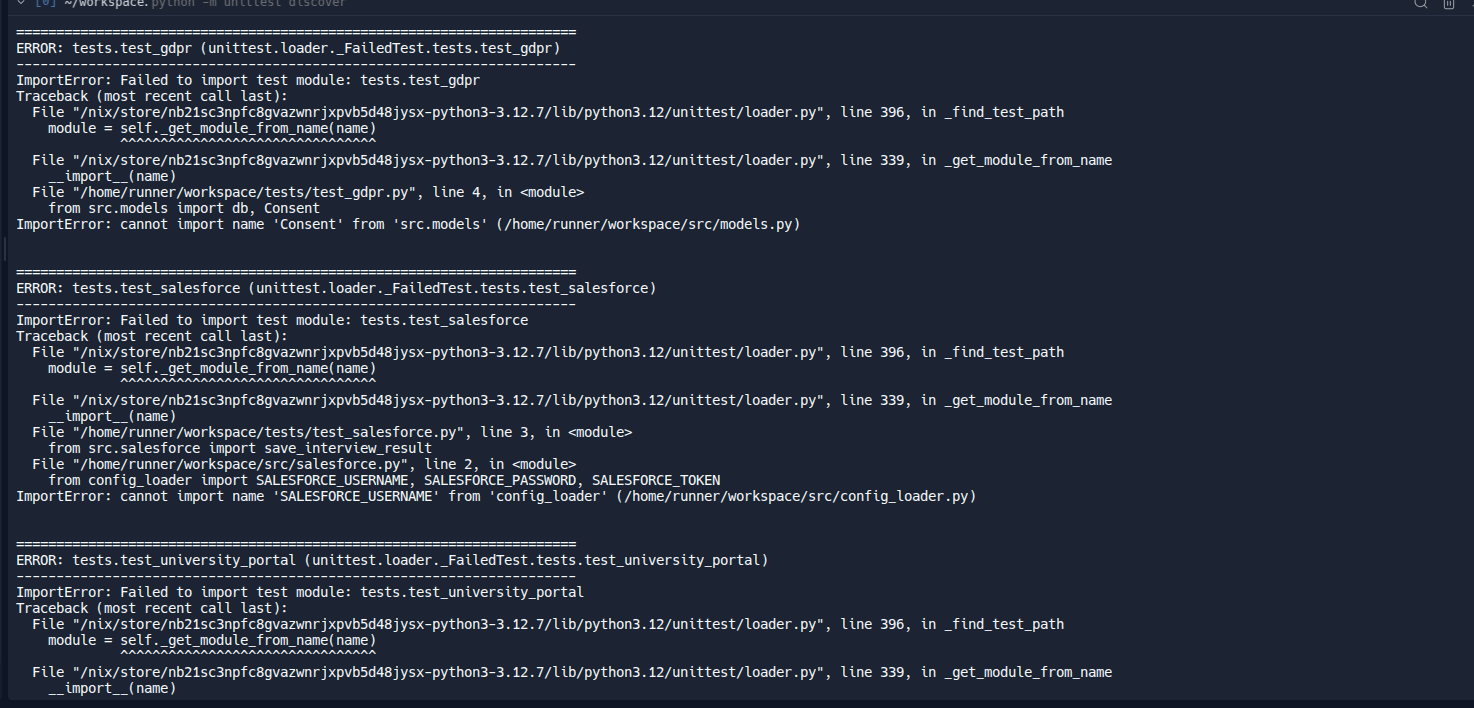 [0] ~/workspace: python -m unittest discover
======================================================================
ERROR: tests.test_gdpr (unittest.loader._FailedTest.tests.test_gdpr)
----------------------------------------------------------------------
ImportError: Failed to import test module: tests.test_gdpr
Traceback (most recent call last):
  File "/nix/store/nb21sc3npfc8gvazwnrjxpvb5d48jysx-python3-3.12.7/lib/python3.12/unittest/loader.py", line 396, in _find_test_path
    module = self._get_module_from_name(name)
             ^^^^^^^^^^^^^^^^^^^^^^^^^^^^^^^^
  File "/nix/store/nb21sc3npfc8gvazwnrjxpvb5d48jysx-python3-3.12.7/lib/python3.12/unittest/loader.py", line 339, in _get_module_from_name
    __import__(name)
  File "/home/runner/workspace/tests/test_gdpr.py", line 4, in <module>
    from src.models import db, Consent
ImportError: cannot import name 'Consent' from 'src.models' (/home/runner/workspace/src/models.py)
======================================================================
ERROR: tests.test_salesforce (unittest.loader._FailedTest.tests.test_salesforce)
----------------------------------------------------------------------
ImportError: Failed to import test module: tests.test_salesforce
Traceback (most recent call last):
  File "/nix/store/nb21sc3npfc8gvazwnrjxpvb5d48jysx-python3-3.12.7/lib/python3.12/unittest/loader.py", line 396, in _find_test_path
    module = self._get_module_from_name(name)
             ^^^^^^^^^^^^^^^^^^^^^^^^^^^^^^^^
  File "/nix/store/nb21sc3npfc8gvazwnrjxpvb5d48jysx-python3-3.12.7/lib/python3.12/unittest/loader.py", line 339, in _get_module_from_name
    __import__(name)
  File "/home/runner/workspace/tests/test_salesforce.py", line 3, in <module>
    from src.salesforce import save_interview_result
  File "/home/runner/workspace/src/salesforce.py", line 2, in <module>
    from config_loader import SALESFORCE_USERNAME, SALESFORCE_PASSWORD, SALESFORCE_TOKEN
ImportError: cannot import name 'SALESFORCE_USERNAME' from 'config_loader' (/home/runner/workspace/src/config_loader.py)
======================================================================
ERROR: tests.test_university_portal (unittest.loader._FailedTest.tests.test_university_portal)
----------------------------------------------------------------------
ImportError: Failed to import test module: tests.test_university_portal
Traceback (most recent call last):
  File "/nix/store/nb21sc3npfc8gvazwnrjxpvb5d48jysx-python3-3.12.7/lib/python3.12/unittest/loader.py", line 396, in _find_test_path
    module = self._get_module_from_name(name)
             ^^^^^^^^^^^^^^^^^^^^^^^^^^^^^^^^
  File "/nix/store/nb21sc3npfc8gvazwnrjxpvb5d48jysx-python3-3.12.7/lib/python3.12/unittest/loader.py", line 339, in _get_module_from_name
    __import__(name)